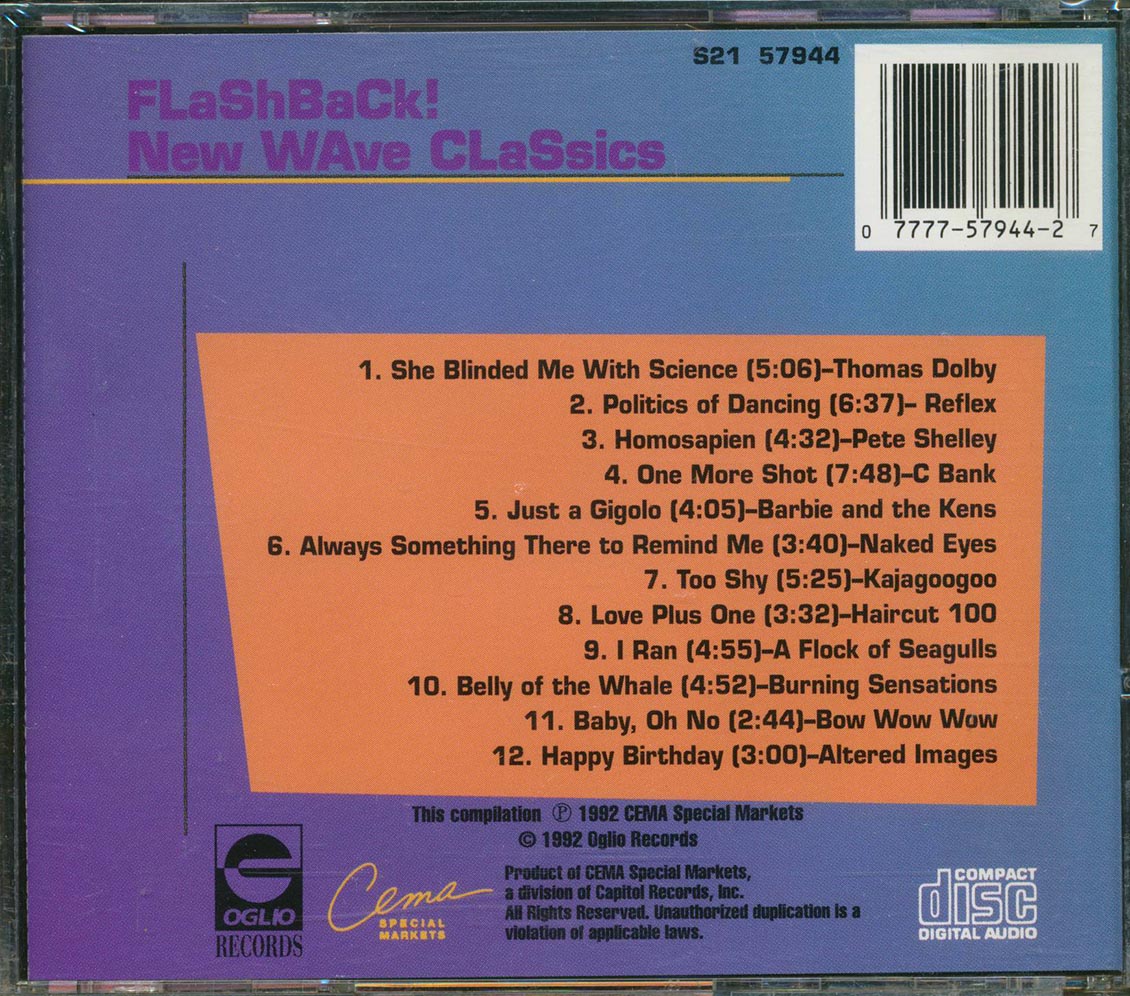 S21 57944
FLaShBaCk!
New WAve CLaSsics
0 7777-57944-2 7
1. She Blinded Me With Science (5:06)–Thomas Dolby
2. Politics of Dancing (6:37)– Reflex
3. Homosapien (4:32)–Pete Shelley
4. One More Shot (7:48)–C Bank
5. Just a Gigolo (4:05)–Barbie and the Kens
6. Always Something There to Remind Me (3:40)–Naked Eyes
7. Too Shy (5:25)–Kajagoogoo
8. Love Plus One (3:32)–Haircut 100
9. I Ran (4:55)–A Flock of Seagulls
10. Belly of the Whale (4:52)–Burning Sensations
11. Baby, Oh No (2:44)–Bow Wow Wow
12. Happy Birthday (3:00)–Altered Images
This compilation ℗ 1992 CEMA Special Markets
© 1992 Oglio Records
OGLIO
RECORDS
Cema
SPECIAL
MARKETS
Product of CEMA Special Markets,
a division of Capitol Records, Inc.
All Rights Reserved. Unauthorized duplication is a
violation of applicable laws.
COMPACT
disc
DIGITAL AUDIO